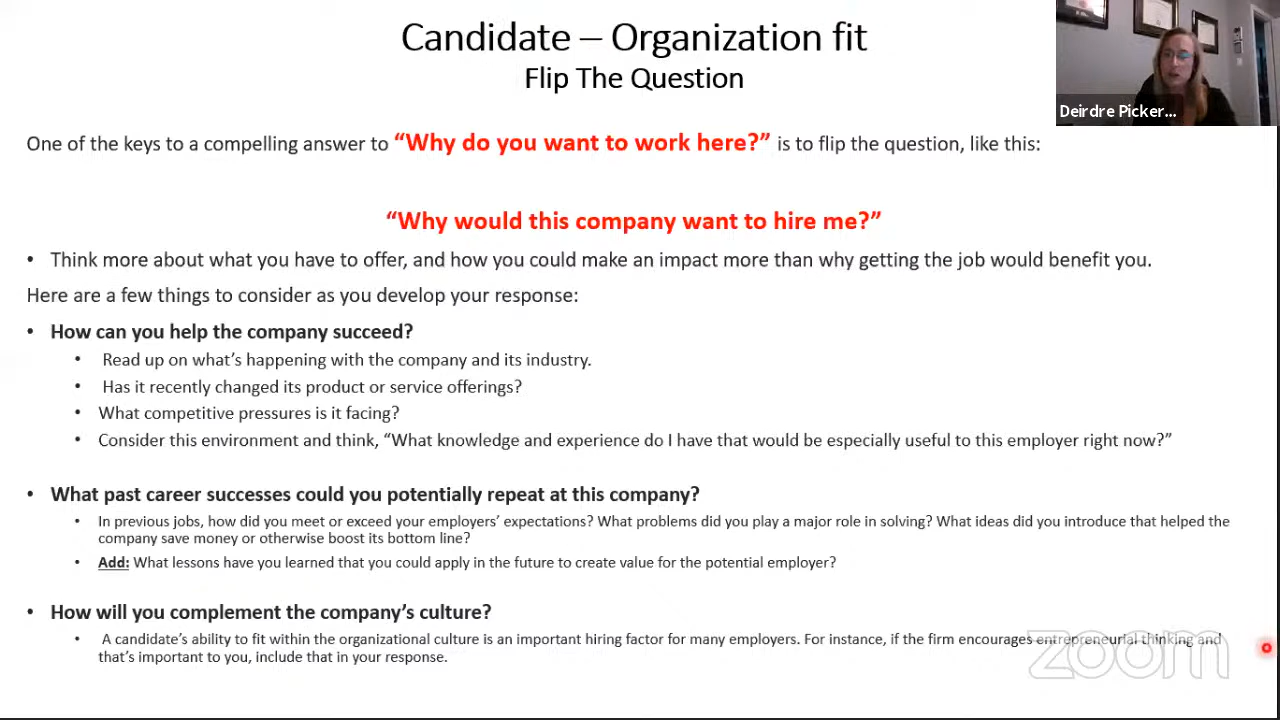 Candidate – Organization fit
Flip The Question
Deirdre Picker...
One of the keys to a compelling answer to “Why do you want to work here?” is to flip the question, like this:
“Why would this company want to hire me?”
• Think more about what you have to offer, and how you could make an impact more than why getting the job would benefit you.
Here are a few things to consider as you develop your response:
• How can you help the company succeed?
• Read up on what’s happening with the company and its industry.
• Has it recently changed its product or service offerings?
• What competitive pressures is it facing?
• Consider this environment and think, “What knowledge and experience do I have that would be especially useful to this employer right now?”
• What past career successes could you potentially repeat at this company?
• In previous jobs, how did you meet or exceed your employers’ expectations? What problems did you play a major role in solving? What ideas did you introduce that helped the
company save money or otherwise boost its bottom line?
• Add: What lessons have you learned that you could apply in the future to create value for the potential employer?
• How will you complement the company’s culture?
• A candidate’s ability to fit within the organizational culture is an important hiring factor for many employers. For instance, if the firm encourages entrepreneurial thinking and
that’s important to you, include that in your response.
zoom